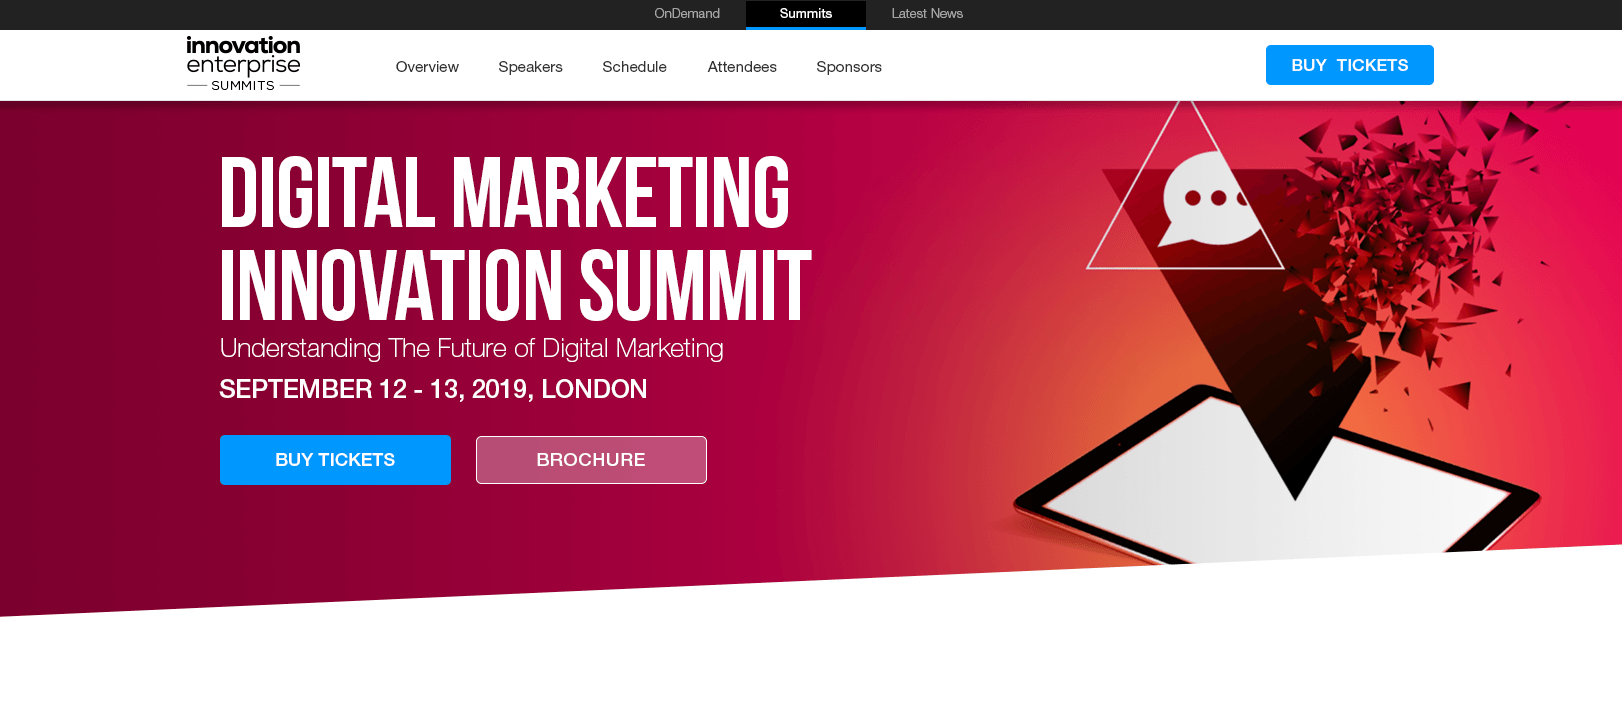 OnDemand Summits Latest News
innovation
enterprise
SUMMITS
Overview Speakers Schedule Attendees Sponsors
BUY TICKETS
DIGITAL MARKETING
INNOVATION SUMMIT
Understanding The Future of Digital Marketing
SEPTEMBER 12 - 13, 2019, LONDON
BUY TICKETS BROCHURE